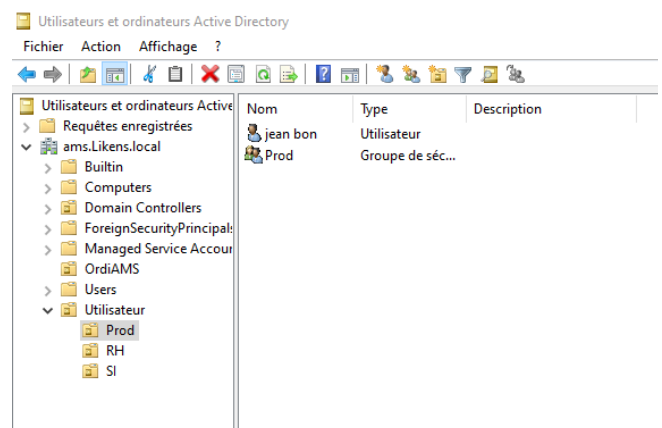 Utilisateurs et ordinateurs Active Directory
Fichier Action Affichage ?
Utilisateurs et ordinateurs Active
Requêtes enregistrées
ams.Likens.local
Builtin
Computers
Domain Controllers
ForeignSecurityPrincipals
Managed Service Accour
OrdiAMS
Users
Utilisateur
Prod
RH
SI
Nom Type Description
jean bon Utilisateur
Prod Groupe de séc...